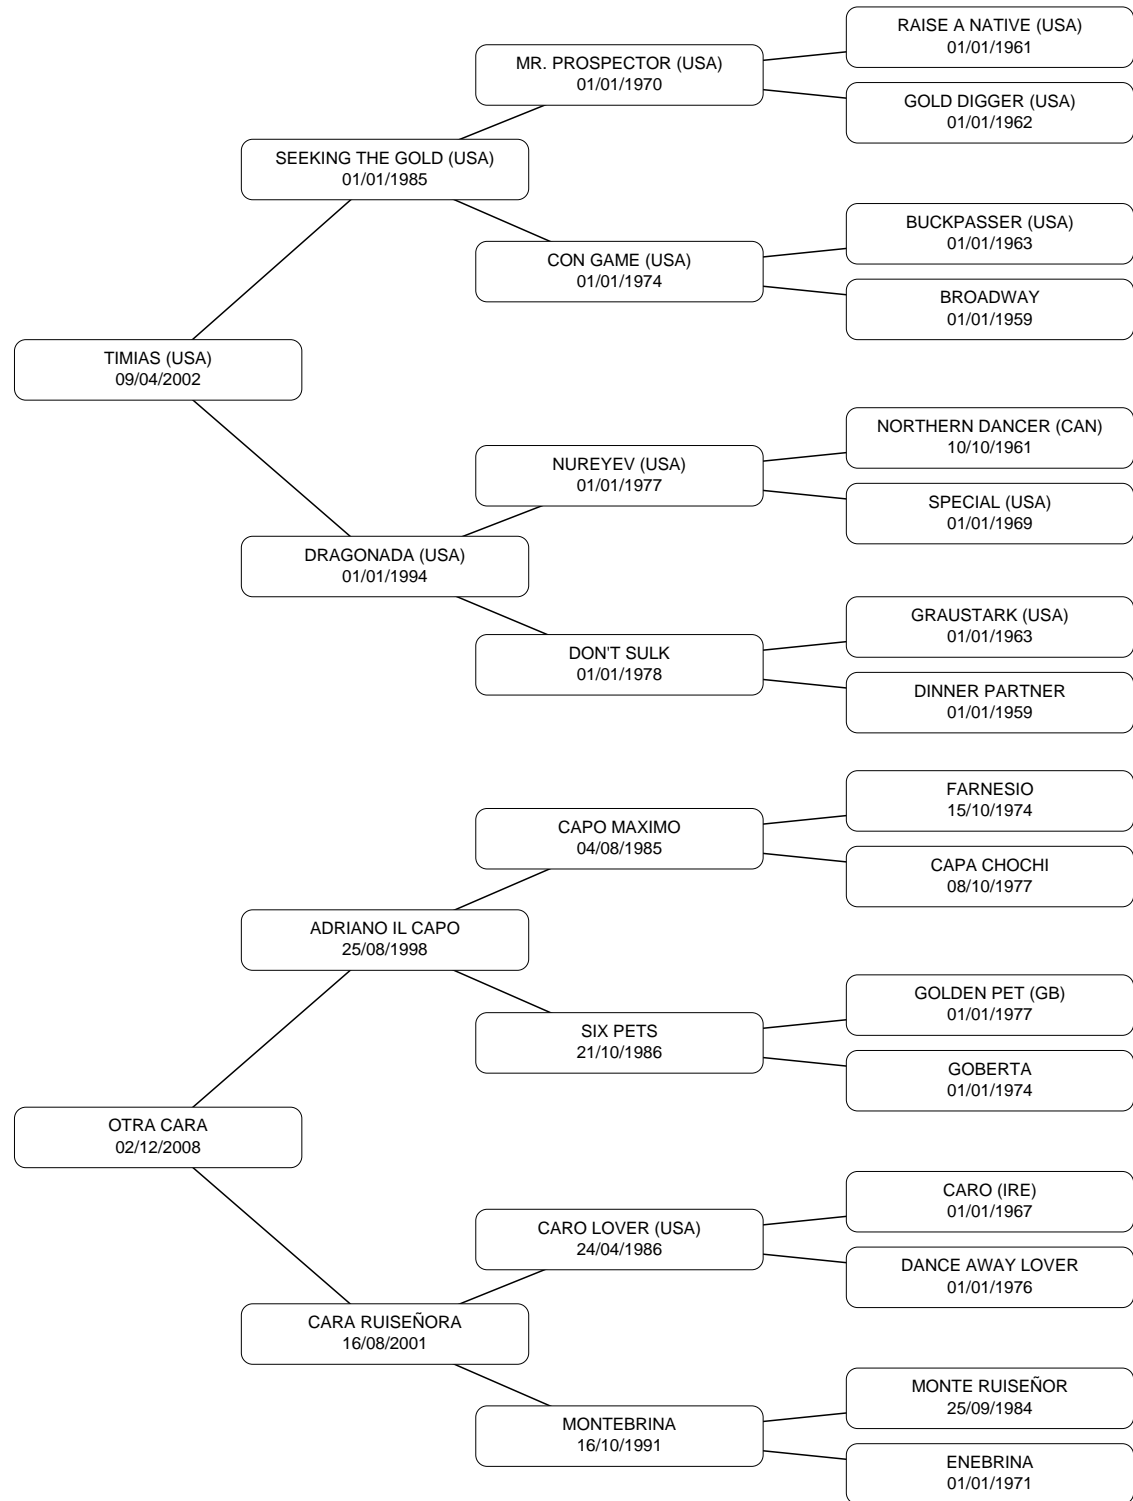 RAISE A NATIVE (USA)
01/01/1961
MR. PROSPECTOR (USA)
01/01/1970
GOLD DIGGER (USA)
01/01/1962
SEEKING THE GOLD (USA)
01/01/1985
BUCKPASSER (USA)
01/01/1963
CON GAME (USA)
01/01/1974
BROADWAY
01/01/1959
TIMIAS (USA)
09/04/2002
NORTHERN DANCER (CAN)
10/10/1961
NUREYEV (USA)
01/01/1977
SPECIAL (USA)
01/01/1969
DRAGONADA (USA)
01/01/1994
GRAUSTARK (USA)
01/01/1963
DON'T SULK
01/01/1978
DINNER PARTNER
01/01/1959
FARNESIO
15/10/1974
CAPO MAXIMO
04/08/1985
CAPA CHOCHI
08/10/1977
ADRIANO IL CAPO
25/08/1998
GOLDEN PET (GB)
01/01/1977
SIX PETS
21/10/1986
GOBERTA
01/01/1974
OTRA CARA
02/12/2008
CARO (IRE)
01/01/1967
CARO LOVER (USA)
24/04/1986
DANCE AWAY LOVER
01/01/1976
CARA RUISEÑORA
16/08/2001
MONTE RUISEÑOR
25/09/1984
MONTEBRINA
16/10/1991
ENEBRINA
01/01/1971